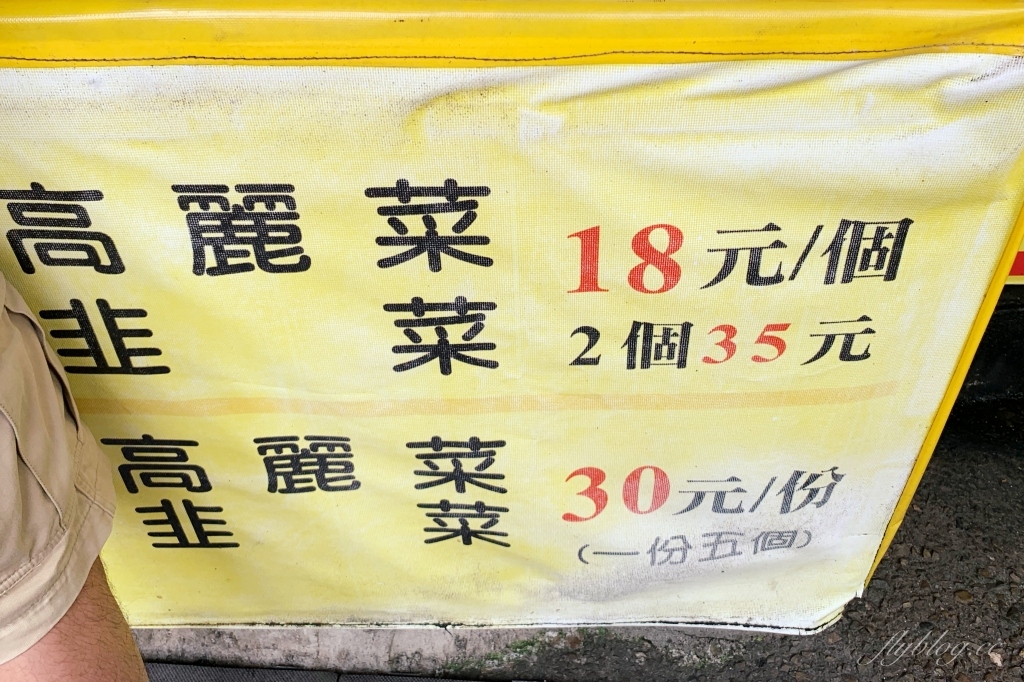 高麗菜 18元/個
韭菜 2個35元
高麗菜 30元/份
韭菜 (一份五個)
flyblog.cc